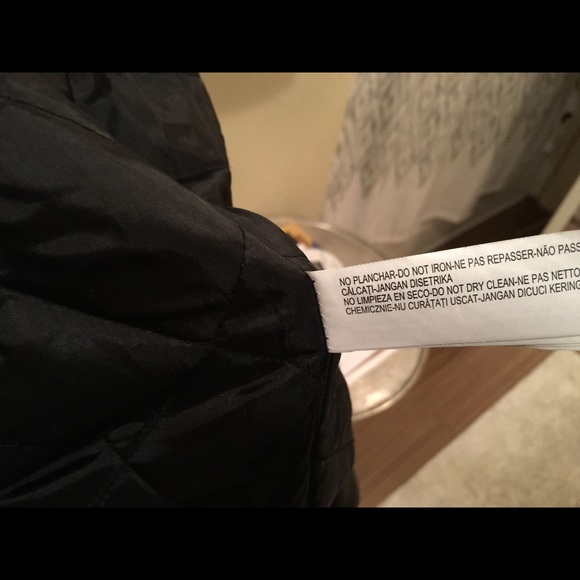 NO PLANCHAR-DO NOT IRON-NE PAS REPASSER-NÃO PASS
CĂLCAȚI-JANGAN DISETRIKA
NO LIMPIEZA EN SECO-DO NOT DRY CLEAN-NE PAS NETTO
CHEMICZNIE-NU CURĂȚAȚI USCAT-JANGAN DICUCI KERING